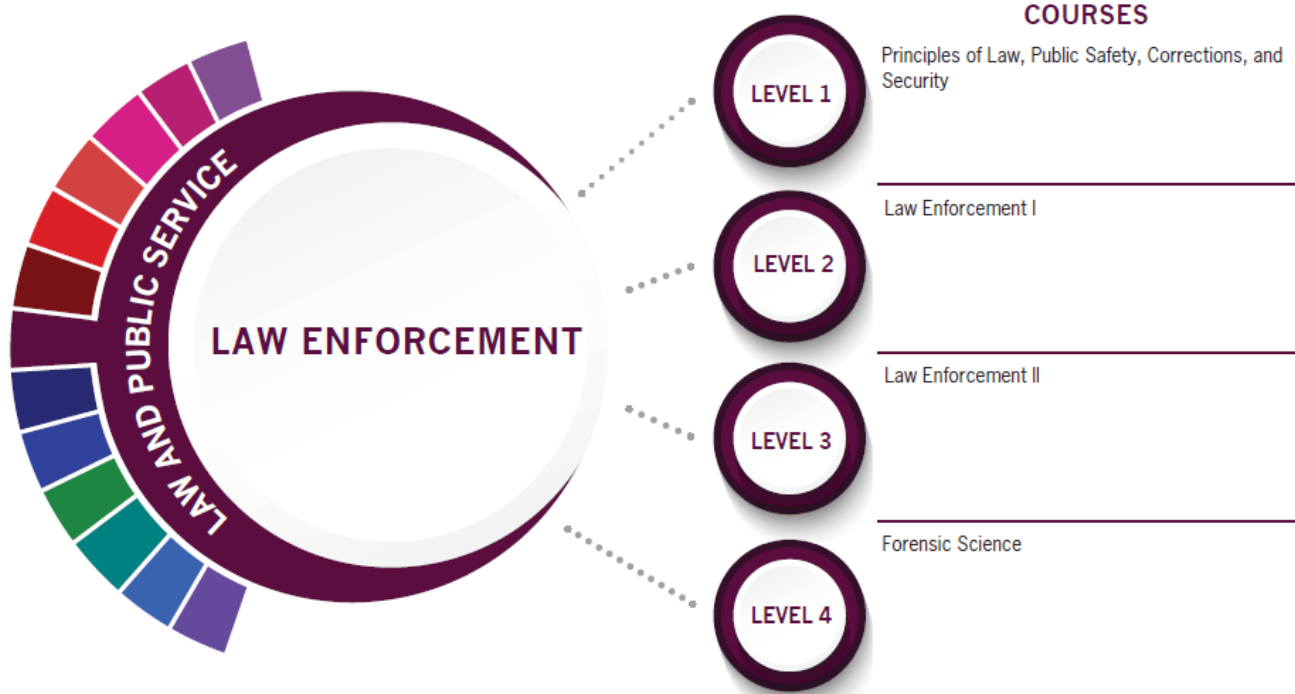 COURSES
LAW AND PUBLIC SERVICE
LAW ENFORCEMENT
LEVEL 1
Principles of Law, Public Safety, Corrections, and
Security
LEVEL 2
Law Enforcement I
LEVEL 3
Law Enforcement II
LEVEL 4
Forensic Science